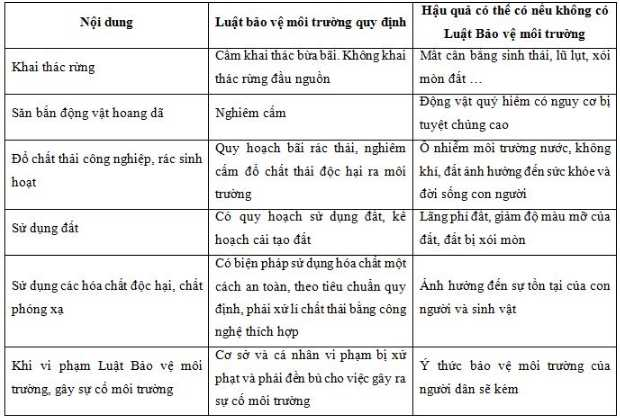 Nội dung
Luật bảo vệ môi trường quy định
Hậu quả có thể có nếu không có
Luật Bảo vệ môi trường
Khai thác rừng
Cấm khai thác bừa bãi. Không khai
thác rừng đầu nguồn
Mất cân bằng sinh thái, lũ lụt, xói
mòn đất …
Săn bắn động vật hoang dã
Nghiêm cấm
Động vật quý hiếm có nguy cơ bị
tuyệt chủng cao
Đổ chất thải công nghiệp, rác sinh
hoạt
Quy hoạch bãi rác thải, nghiêm
cấm đổ chất thải độc hại ra môi
trường
Ô nhiễm môi trường nước, không
khí, đất ảnh hưởng đến sức khỏe và
đời sống con người
Sử dụng đất
Có quy hoạch sử dụng đất, kế
hoạch cải tạo đất
Lãng phí đất, giảm độ màu mỡ của
đất, đất bị xói mòn
Sử dụng các hóa chất độc hại, chất
phóng xạ
Có biện pháp sử dụng hóa chất một
cách an toàn, theo tiêu chuẩn quy
định, phải xử lí chất thải bằng công
nghệ thích hợp
Ảnh hưởng đến sự tồn tại của con
người và sinh vật
Khi vi phạm Luật Bảo vệ môi
trường, gây sự cố môi trường
Cơ sở và cá nhân vi phạm bị xử
phạt và phải đền bù cho việc gây ra
sự cố môi trường
Ý thức bảo vệ môi trường của
người dân sẽ kém